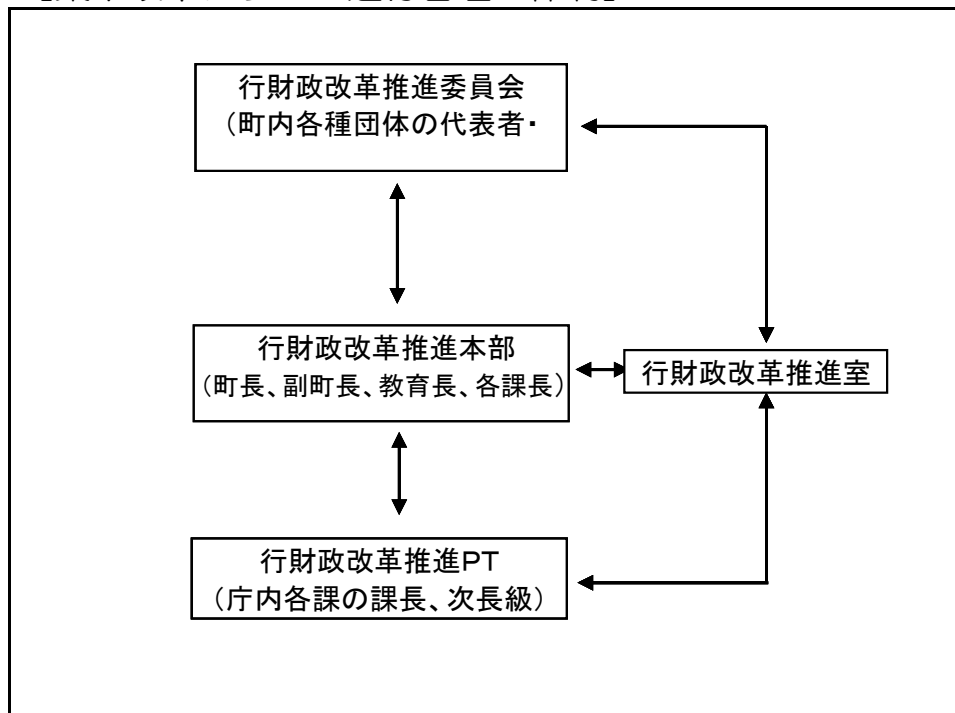 行財政改革推進委員会
(町内各種団体の代表者・
行財政改革推進本部
(町長、副町長、教育長、各課長)
行財政改革推進室
行財政改革推進PT
(庁内各課の課長、次長級)